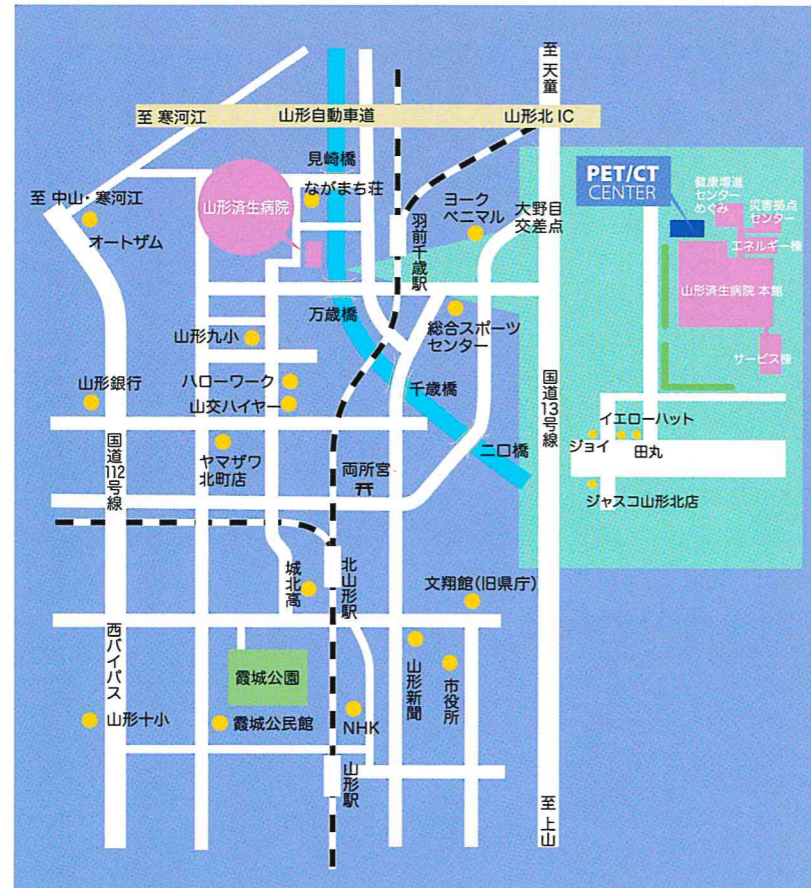 至 天童
至 寒河江
山形自動車道
山形北 IC
見崎橋
至 中山・寒河江
山形済生病院
ながまち荘
オートザム
羽前千歳駅
ヨーク
ベニマル
大野目
交差点
PET/CT
CENTER
健康増進
センター
めぐみ
災害拠点
センター
エネルギー棟
山形済生病院 本館
サービス棟
万歳橋
山形九小
総合スポーツ
センター
山形銀行
ハローワーク
山交ハイヤー
千歳橋
国道13号線
イエローハット
ジョイ
田丸
ジャスコ山形北店
国道112号線
ヤマザワ
北町店
両所宮
二口橋
城北高
北山形駅
文翔館(旧県庁)
西バイパス
霞城公園
山形新聞
市役所
山形十小
霞城公民館
NHK
山形駅
至 上山